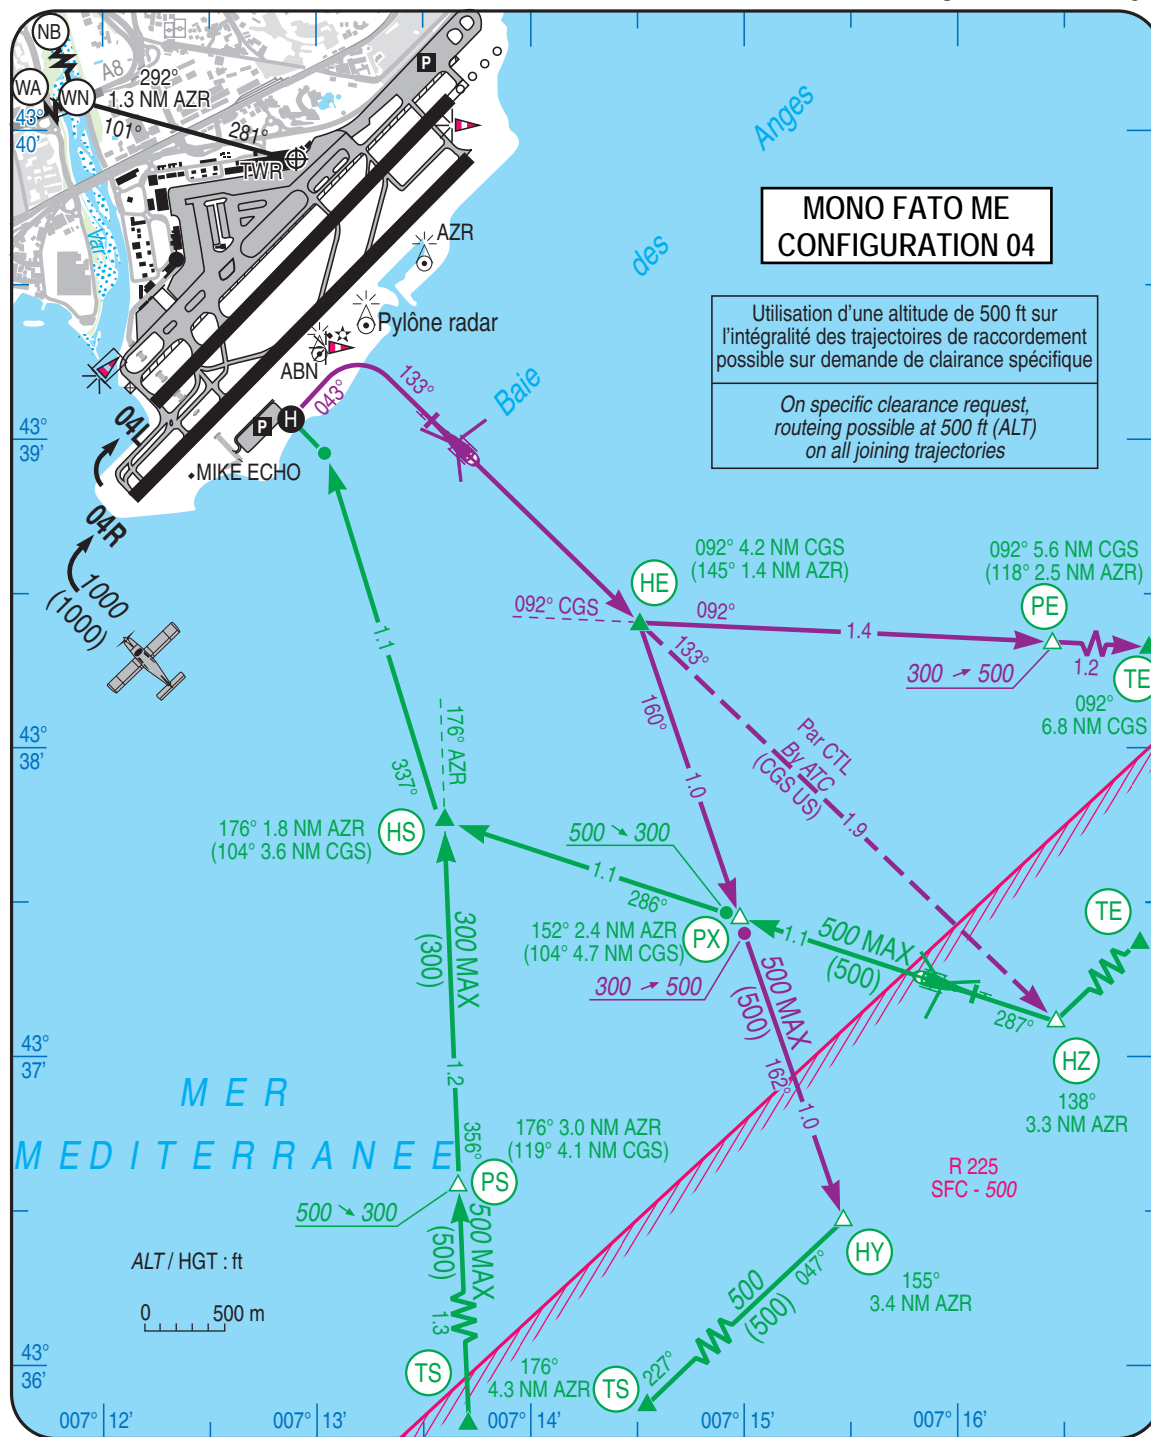 NB
WA
WN
A8
292°
1.3 NM AZR
101°
281°
TWR
43°
40'
Var
P
Anges
des
Baie
MONO FATO ME
CONFIGURATION 04
AZR
Pylône radar
ABN
Utilisation d'une altitude de 500 ft sur
l'intégralité des trajectoires de raccordement
possible sur demande de clairance spécifique
On specific clearance request,
routeing possible at 500 ft (ALT)
on all joining trajectories
043°
133°
H
P
MIKE ECHO
04L
04R
1000
(1000)
43°
39'
HE
092° 4.2 NM CGS
(145° 1.4 NM AZR)
092° 5.6 NM CGS
(118° 2.5 NM AZR)
PE
092° CGS
092°
1.4
1.2
300 ➚ 500
TE
092°
6.8 NM CGS
133°
160°
1.0
Par CTL
By ATC
(CGS US)
1.9
1.1
337°
176° AZR
43°
38'
HS
176° 1.8 NM AZR
(104° 3.6 NM CGS)
500 ➘ 300
1.1
286°
PX
152° 2.4 NM AZR
(104° 4.7 NM CGS)
300 ➚ 500
1.1
500 MAX
(500)
287°
TE
HZ
138°
3.3 NM AZR
300 MAX
(300)
500 MAX
(500)
162°
1.0
43°
37'
MER
MEDITERRANEE
1.2
356°
176° 3.0 NM AZR
(119° 4.1 NM CGS)
PS
500 ➘ 300
500 MAX
(500)
1.3
R 225
SFC - 500
HY
155°
3.4 NM AZR
047°
500
(500)
227°
ALT / HGT : ft
0 500 m
43°
36'
TS
176°
4.3 NM AZR
TS
007° 12' 007° 13' 007° 14' 007° 15' 007° 16'